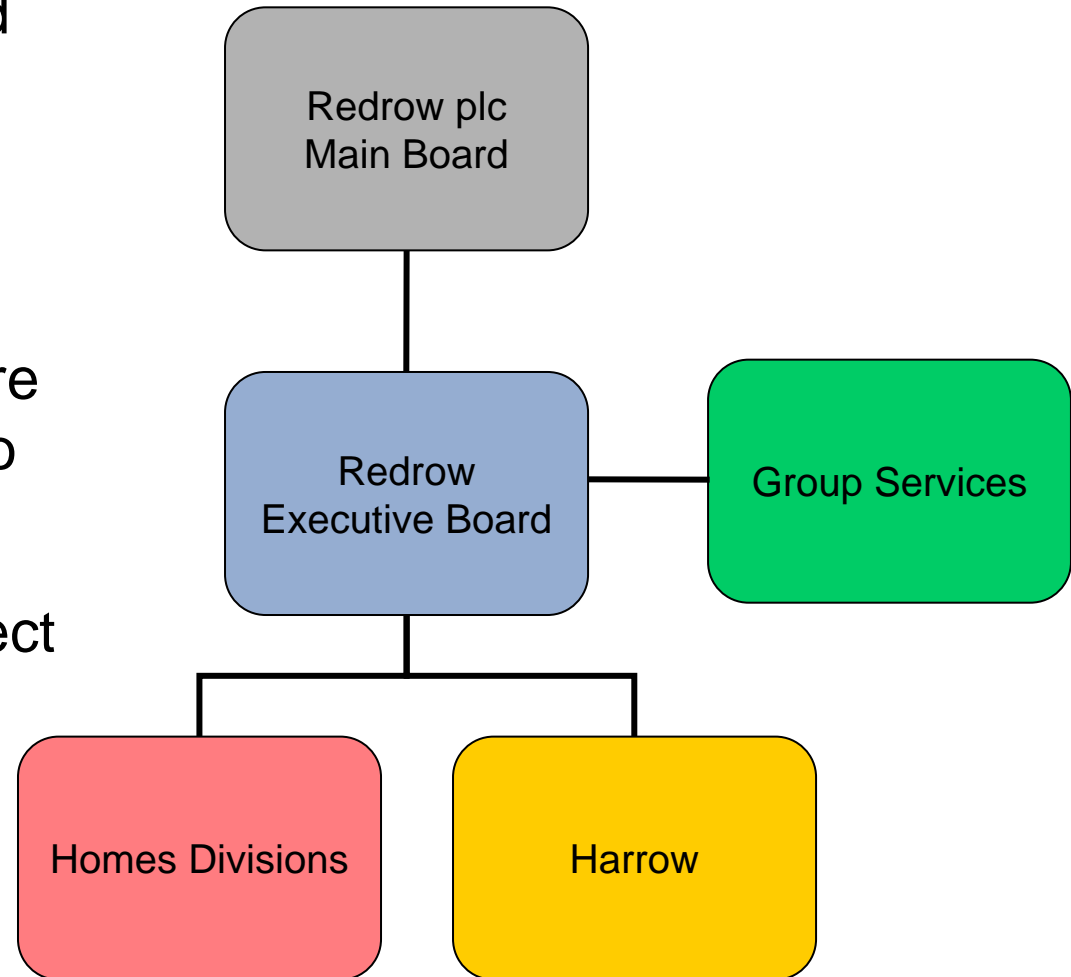 Redrow plc
Main Board
Redrow
Executive Board
Group Services
Homes Divisions
Harrow